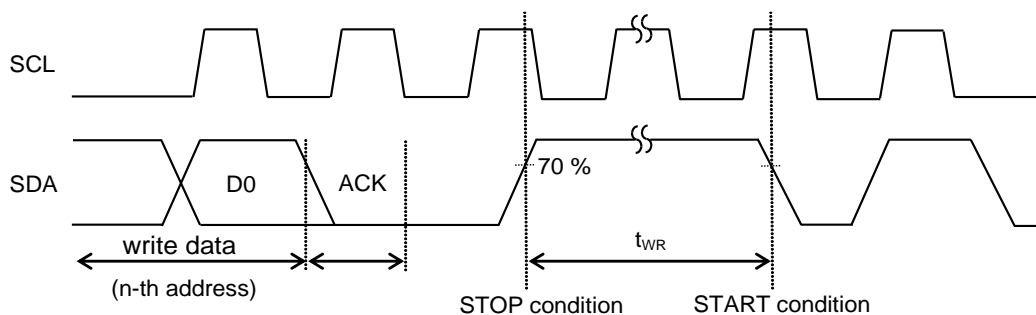 SCL
SDA
D0
ACK
70 %
write data
(n-th address)
tWR
STOP condition
START condition